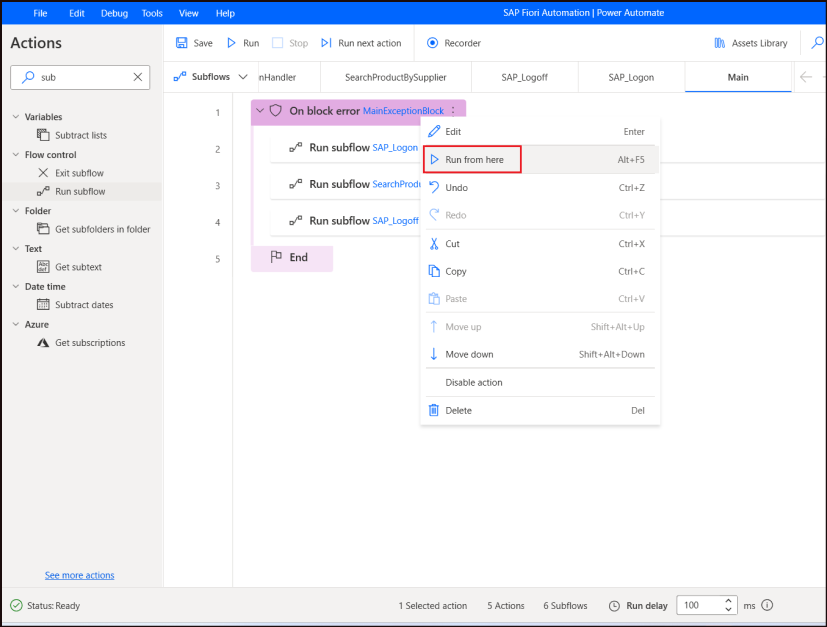 File Edit Debug Tools View Help SAP Fiori Automation | Power Automate
Actions
Save Run Stop Run next action Recorder Assets Library
sub
Subflows nHandler SearchProductBySupplier SAP_Logoff SAP_Logon Main
Variables
Subtract lists
Flow control
Exit subflow
Run subflow
Folder
Get subfolders in folder
Text
Get subtext
Date time
Subtract dates
Azure
Get subscriptions
See more actions
1 On block error MainExceptionBlock
2 Run subflow SAP_Logon
3 Run subflow SearchProdu
4 Run subflow SAP_Logoff
5 End
Edit Enter
Run from here Alt+F5
Undo Ctrl+Z
Redo Ctrl+Y
Cut Ctrl+X
Copy Ctrl+C
Paste Ctrl+V
Move up Shift+Alt+Up
Move down Shift+Alt+Down
Disable action
Delete Del
Status: Ready 1 Selected action 5 Actions 6 Subflows Run delay 100 ms